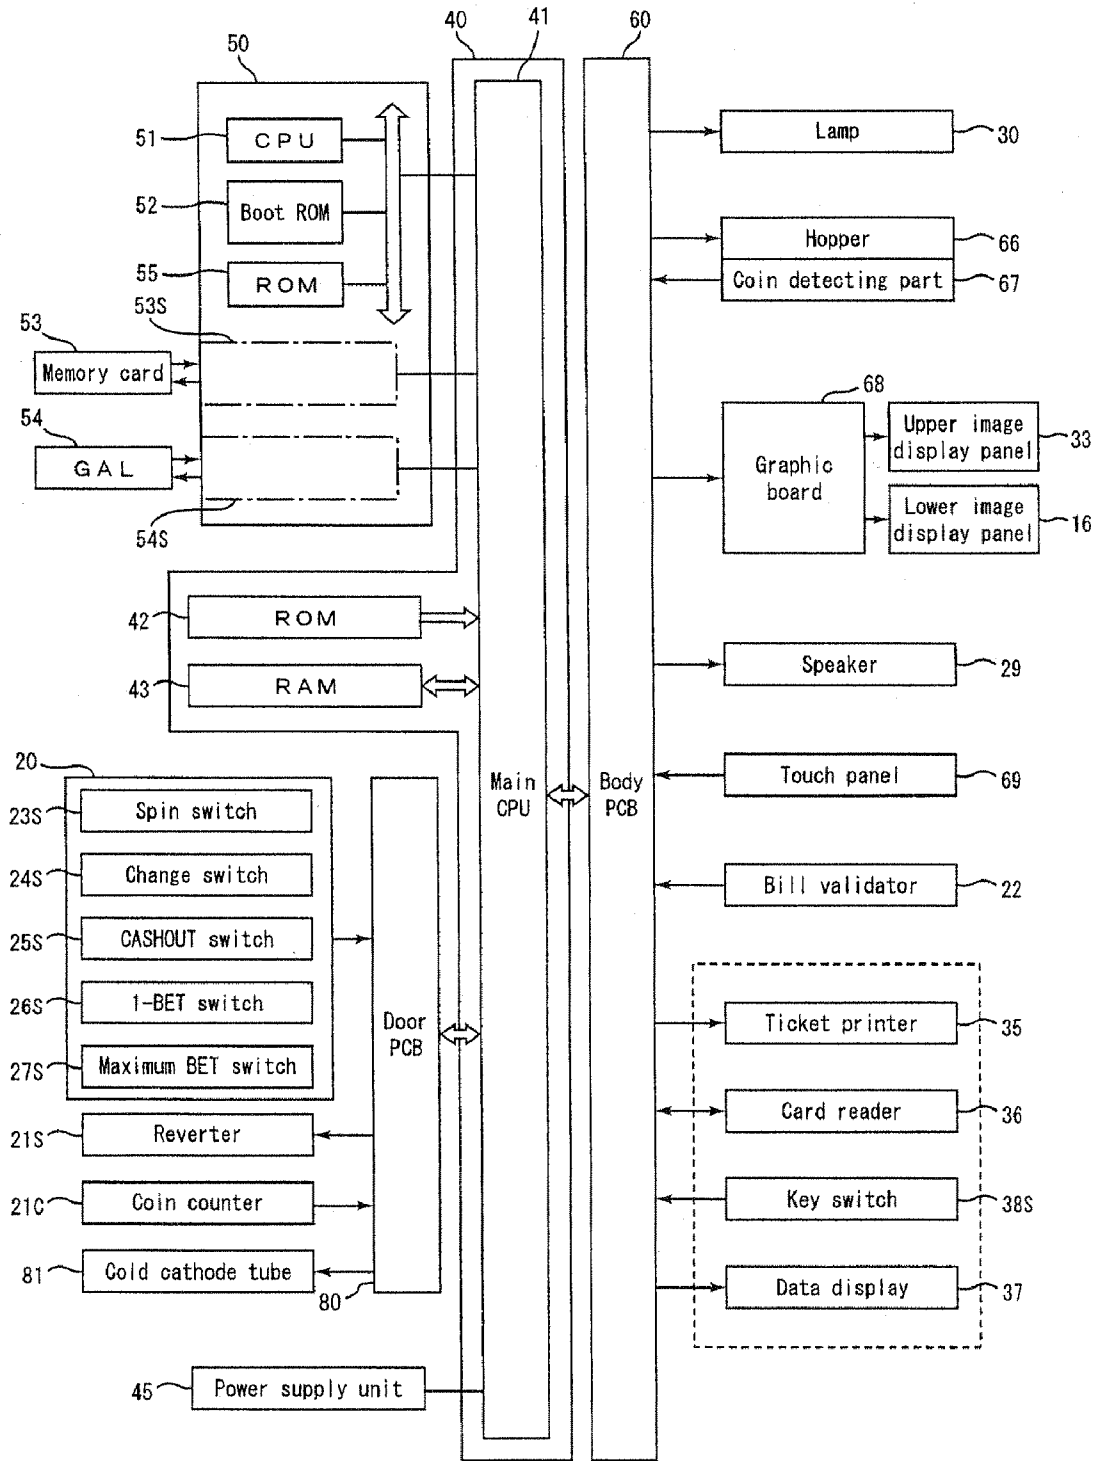 40
41
60
50
51
CPU
52
Boot ROM
55
ROM
53S
53
Memory card
54
GAL
54S
Lamp
30
Hopper
66
Coin detecting part
67
68
Graphic
board
Upper image
display panel
33
Lower image
display panel
16
42
ROM
43
RAM
Speaker
29
20
23S
Spin switch
24S
Change switch
25S
CASHOUT switch
26S
1-BET switch
27S
Maximum BET switch
Door
PCB
Main
CPU
Body
PCB
Touch panel
69
Bill validator
22
Ticket printer
35
Card reader
36
Key switch
38S
Data display
37
21S
Reverter
21C
Coin counter
81
Cold cathode tube
80
45
Power supply unit